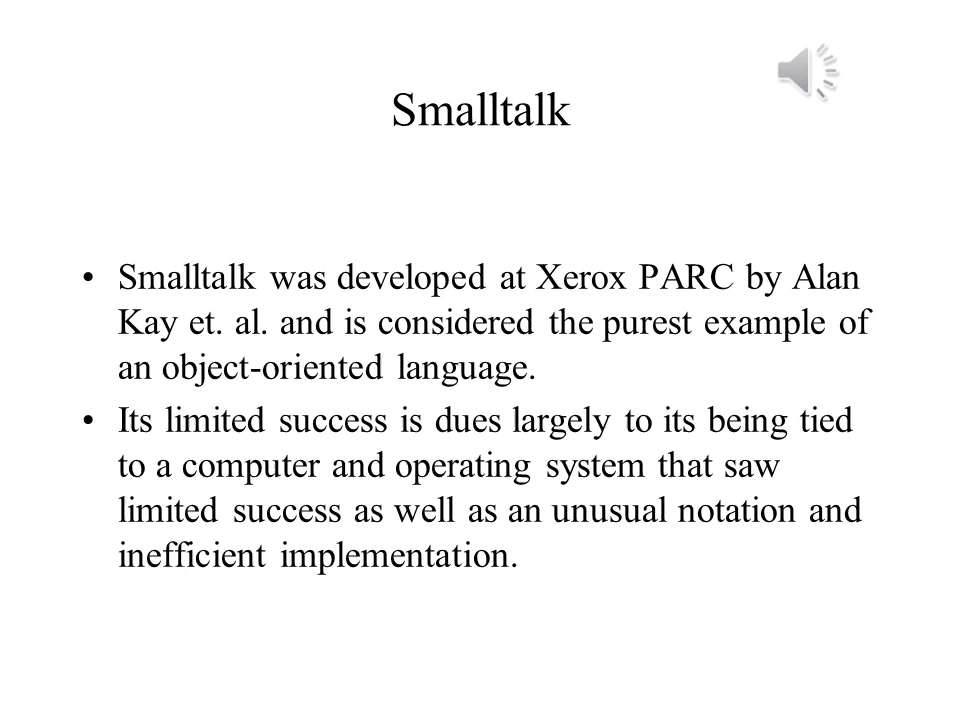 Smalltalk
• Smalltalk was developed at Xerox PARC by Alan
Kay et. al. and is considered the purest example of
an object-oriented language.
• Its limited success is dues largely to its being tied
to a computer and operating system that saw
limited success as well as an unusual notation and
inefficient implementation.